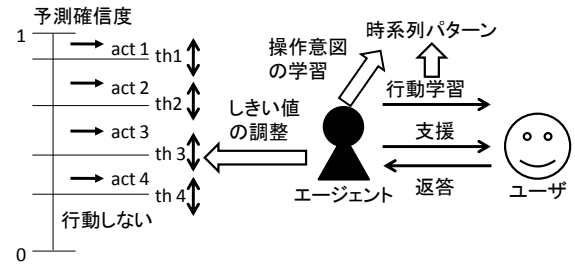 予測確信度
1
act 1
th1
act 2
th2
act 3
th 3
act 4
th 4
行動しない
0
しきい値
の調整
操作意図
の学習
時系列パターン
行動学習
支援
返答
エージェント
ユーザ